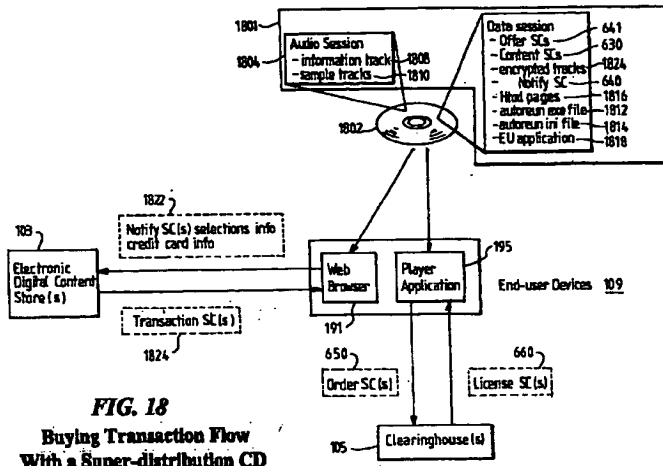 1801
1804
Audio Session
- information track
1808
- sample tracks
1810
Data session
- Offer SCs
641
- Content SCs
630
- encrypted tracks
1824
- Notify SC
640
- Html pages
1816
- autoreun exe file
1812
- autoreun ini file
1814
- EU application
1818
1802
1822
Notify SC(s) selections info
credit card info
103
Electronic
Digital Content
Store(s)
Transaction SC(s)
1824
Web
Browser
191
Player
Application
195
End-user Devices 109
650
Order SC(s)
660
License SC(s)
105
Clearinghouse(s)
FIG. 18
Buying Transaction Flow
With a Super-distribution CD